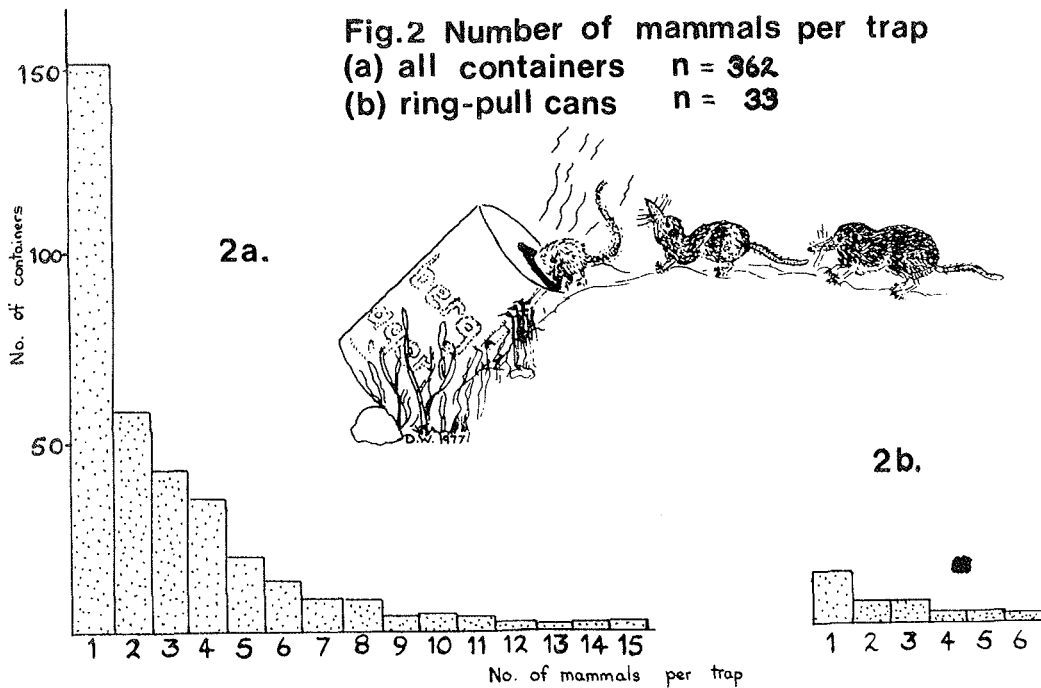 Fig.2 Number of mammals per trap
(a) all containers n = 362
(b) ring-pull cans n = 33
150
100
50
No. of containers
2a.
D.W. 1977
2b.
1 2 3 4 5 6 7 8 9 10 11 12 13 14 15
1 2 3 4 5 6
No. of mammals per trap